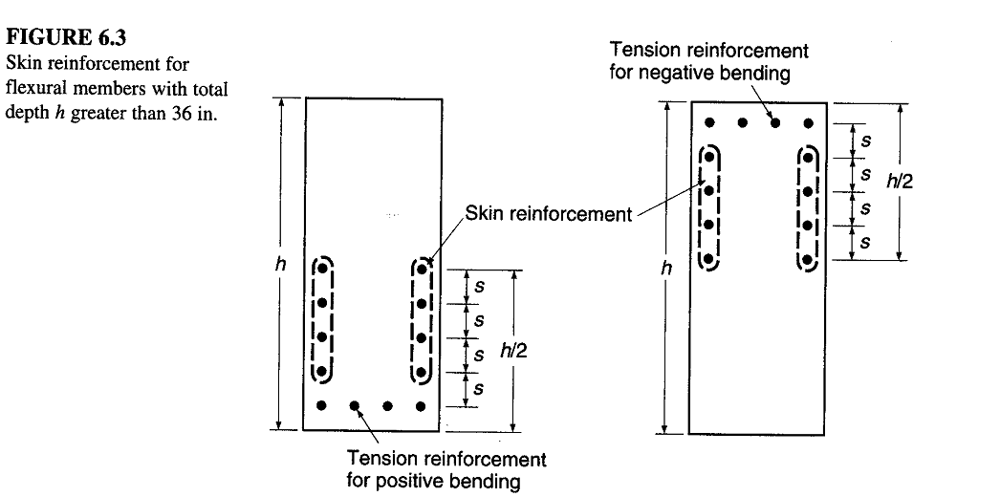 FIGURE 6.3
Skin reinforcement for
flexural members with total
depth h greater than 36 in.
Tension reinforcement
for negative bending
s
s
h/2
s
s
Skin reinforcement
h
h
s
s
h/2
s
s
Tension reinforcement
for positive bending